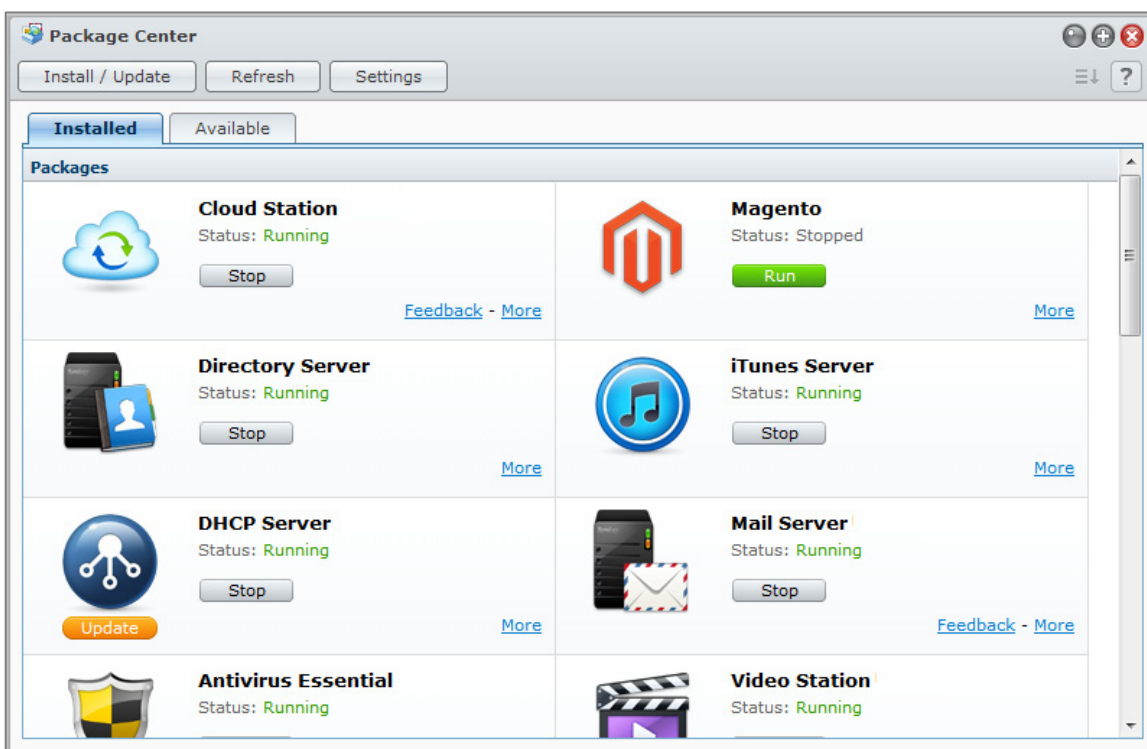 Package Center
Install / Update Refresh Settings ?
Installed Available
Packages
Cloud Station
Status: Running
Stop
Feedback - More
Magento
Status: Stopped
Run
More
Directory Server
Status: Running
Stop
More
iTunes Server
Status: Running
Stop
More
DHCP Server
Status: Running
Stop
Update
More
Mail Server
Status: Running
Stop
Feedback - More
Antivirus Essential
Status: Running
Video Station
Status: Running